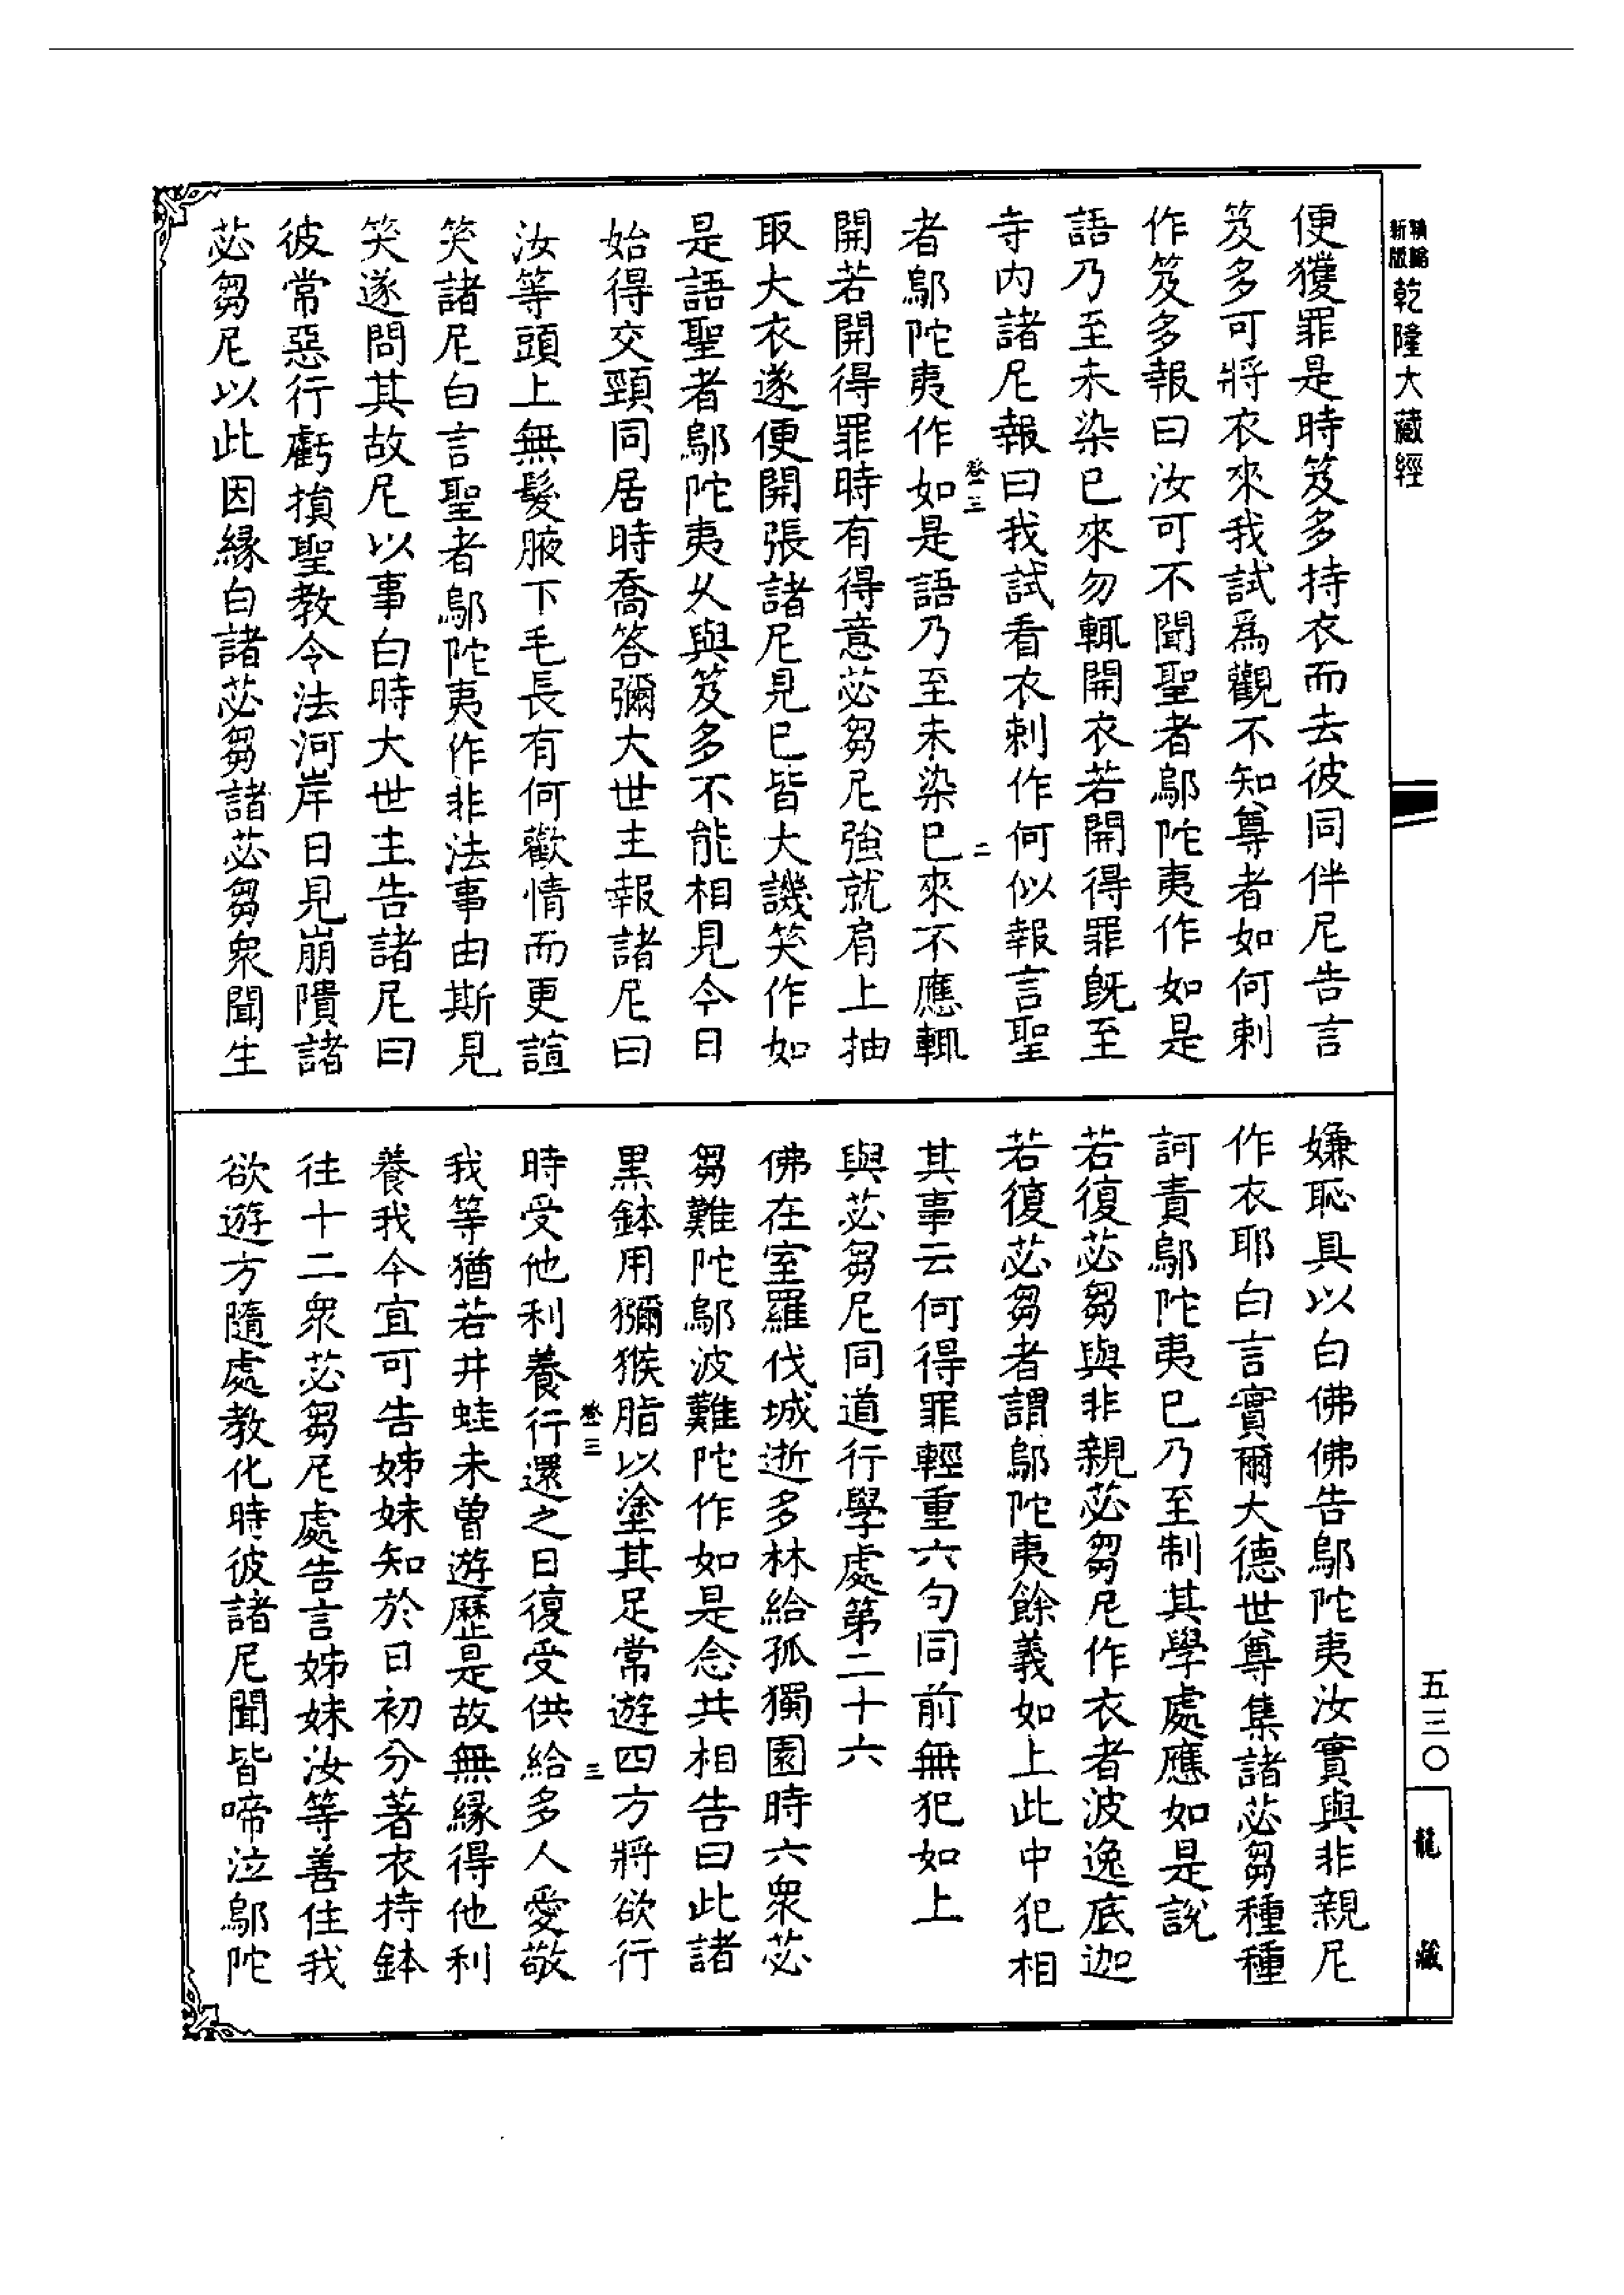 新版
乾隆大藏經
五三〇
龍藏
便獲罪是時笈多持衣而去彼同伴尼告言
笈多可將衣來我試為觀不知尊者如何刺
作笈多報曰汝可不聞聖者鄔陀夷作如是
語乃至未染已來勿輒開衣若開得罪既至
寺內諸尼報曰我試看衣刺作何似報言聖
卷三
二
者鄔陀夷作如是語乃至未染已來不應輒
開若開得罪時有得意苾芻尼強就肩上抽
取大衣遂便開張諸尼見已皆大譏笑作如
是語聖者鄔陀夷久與笈多不能相見今日
始得交頸同居時喬答彌大世主報諸尼曰
汝等頭上無髮腋下毛長有何歡情而更諠
笑諸尼白言聖者鄔陀夷作非法事由斯見
笑遂問其故尼以事白時大世主告諸尼曰
彼常惡行虧損聖教令法河岸日見崩隤諸
苾芻尼以此因緣白諸苾芻諸苾芻眾聞生
嫌恥具以白佛佛告鄔陀夷汝實與非親尼
作衣耶白言實爾大德世尊集諸苾芻種種
訶責鄔陀夷已乃至制其學處應如是說
若復苾芻與非親苾芻尼作衣者波逸底迦
若復苾芻者謂鄔陀夷餘義如上此中犯相
其事云何得罪輕重六句同前無犯如上
與苾芻尼同道行學處第二十六
佛在室羅伐城逝多林給孤獨園時六眾苾
芻難陀鄔波難陀作如是念共相告曰此諸
黑鉢用獼猴脂以塗其足常遊四方將欲行
卷三
三
時受他利養行還之日復受供給多人愛敬
我等猶若井蛙未曾遊歷是故無緣得他利
養我今宜可告姊妹知於日初分著衣持鉢
往十二眾苾芻尼處告言姊妹汝等善住我
欲遊方隨處教化時彼諸尼聞皆啼泣鄔陀